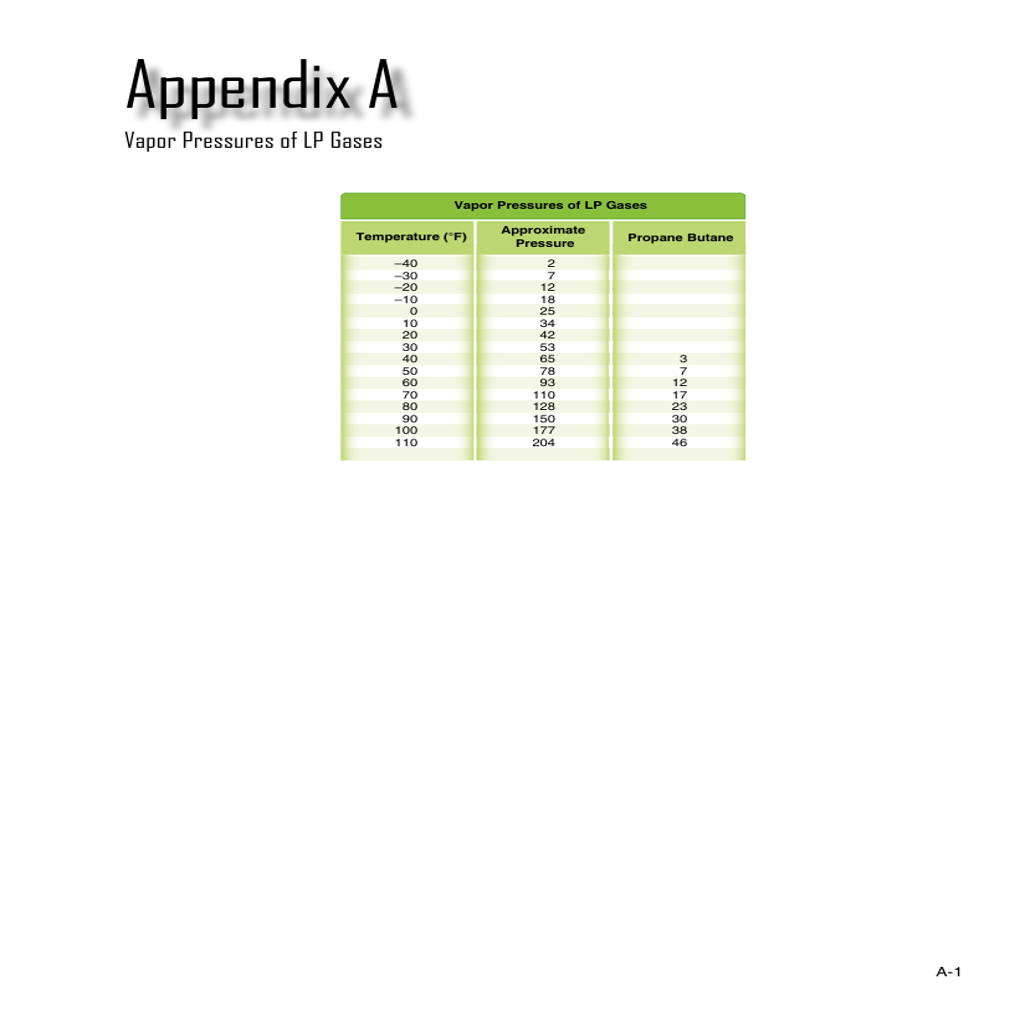 Appendix A
Vapor Pressures of LP Gases
Vapor Pressures of LP Gases
Temperature (°F) Approximate Pressure Propane Butane
–40 2
–30 7
–20 12
–10 18
0 25
10 34
20 42
30 53
40 65 3
50 78 7
60 93 12
70 110 17
80 128 23
90 150 30
100 177 38
110 204 46
A-1